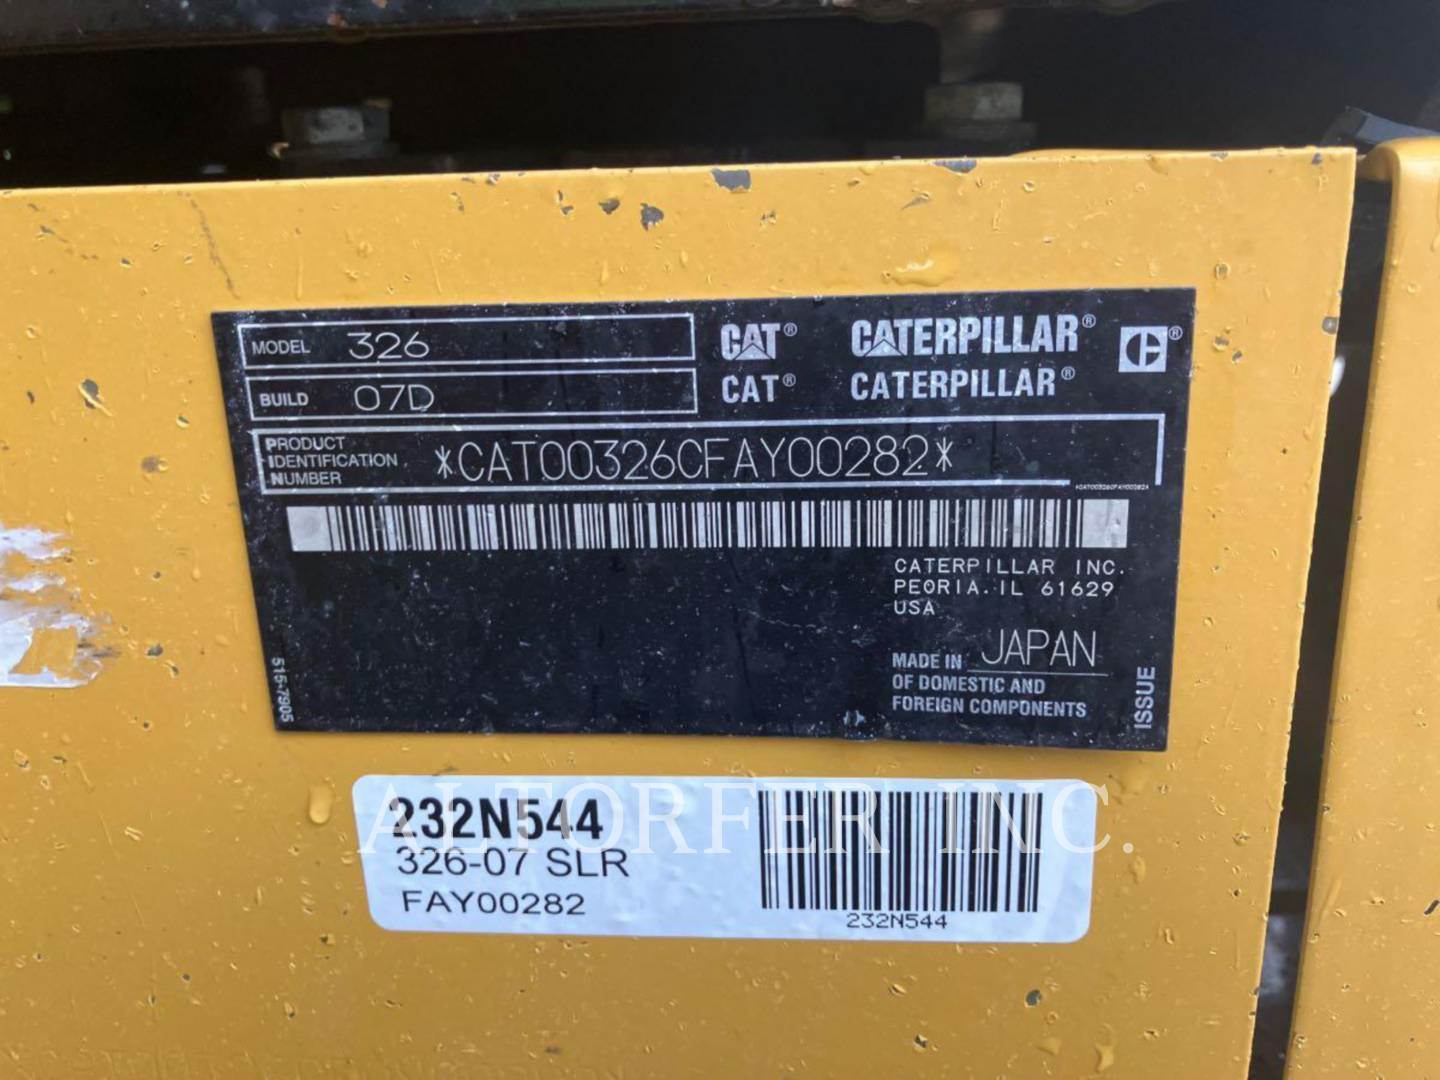 MODEL 326
BUILD 07D
CAT® CATERPILLAR®
CAT® CATERPILLAR®
PRODUCT
IDENTIFICATION
NUMBER
*CAT00326CFAY00282*
*CAT00326CFAY00282*
CATERPILLAR INC.
PEORIA, IL 61629
USA
MADE IN JAPAN
OF DOMESTIC AND
FOREIGN COMPONENTS
515-7905
ISSUE
232N544
326-07 SLR
FAY00282
232N544
ALTORFER INC.